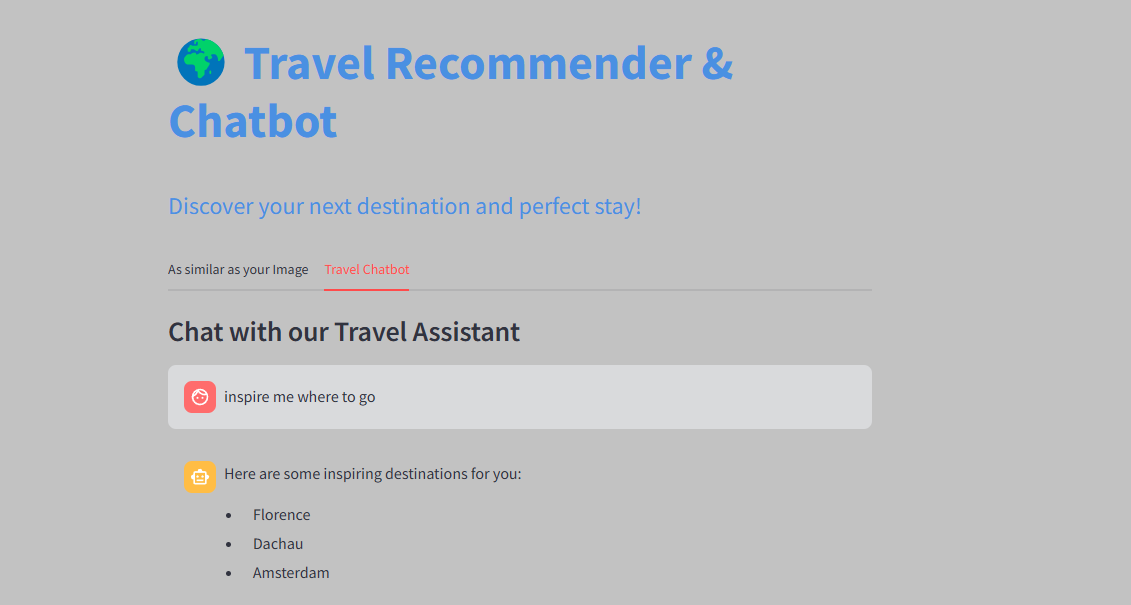 Travel Recommender &
Chatbot
Discover your next destination and perfect stay!
As similar as your Image
Travel Chatbot
Chat with our Travel Assistant
inspire me where to go
Here are some inspiring destinations for you:
Florence
Dachau
Amsterdam